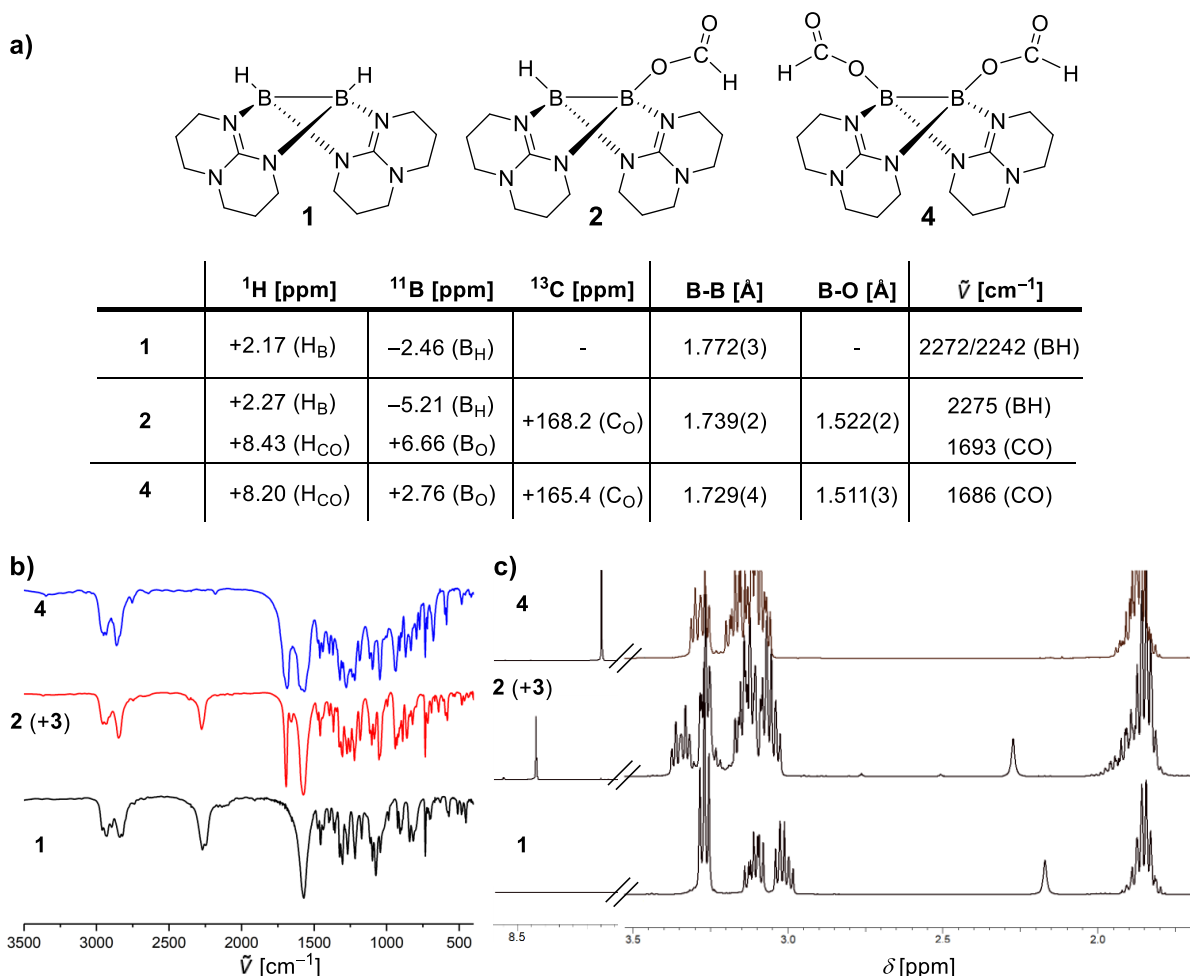 a)
H
H
B
B
N
N
N
N
N
N
1
O
C
O
H
H
B
B
N
N
N
N
N
N
2
O
O
C
C
H
O
O
H
B
B
N
N
N
N
N
N
4
¹H [ppm] ¹¹B [ppm] ¹³C [ppm] B-B [Å] B-O [Å] ṽ [cm⁻¹]
1 +2.17 (H_B) −2.46 (B_H) - 1.772(3) - 2272/2242 (BH)
+2.27 (H_B) −5.21 (B_H) 2275 (BH)
2 +168.2 (C_O) 1.739(2) 1.522(2)
+8.43 (H_CO) +6.66 (B_O) 1693 (CO)
4 +8.20 (H_CO) +2.76 (B_O) +165.4 (C_O) 1.729(4) 1.511(3) 1686 (CO)
b)
4
2 (+3)
1
3500 3000 2500 2000 1500 1000 500
ṽ [cm⁻¹]
c)
4
2 (+3)
1
8.5 3.5 3.0 2.5 2.0
δ [ppm]